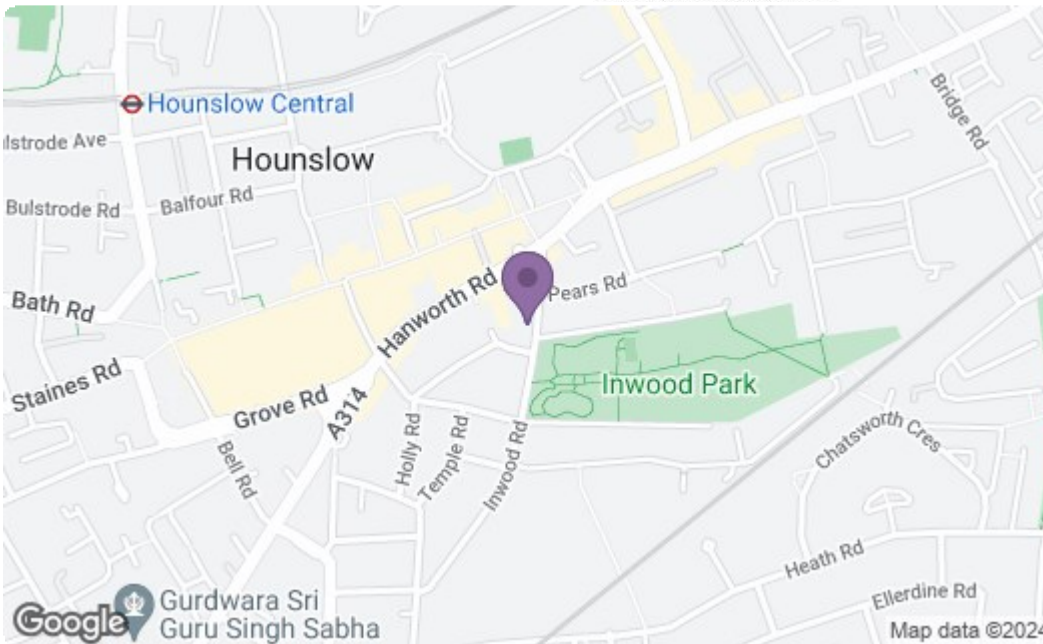 Hounslow Central
ulstrode Ave
Hounslow
Bulstrode Rd
Balfour Rd
Bridge Rd
Bath Rd
Hanworth Rd
Pears Rd
Staines Rd
Grove Rd
A314
Inwood Park
Bell Rd
Holly Rd
Temple Rd
Inwood Rd
Chatsworth Cres
Heath Rd
Ellerdine Rd
Google
Gurdwara Sri
Guru Singh Sabha
Map data ©2024